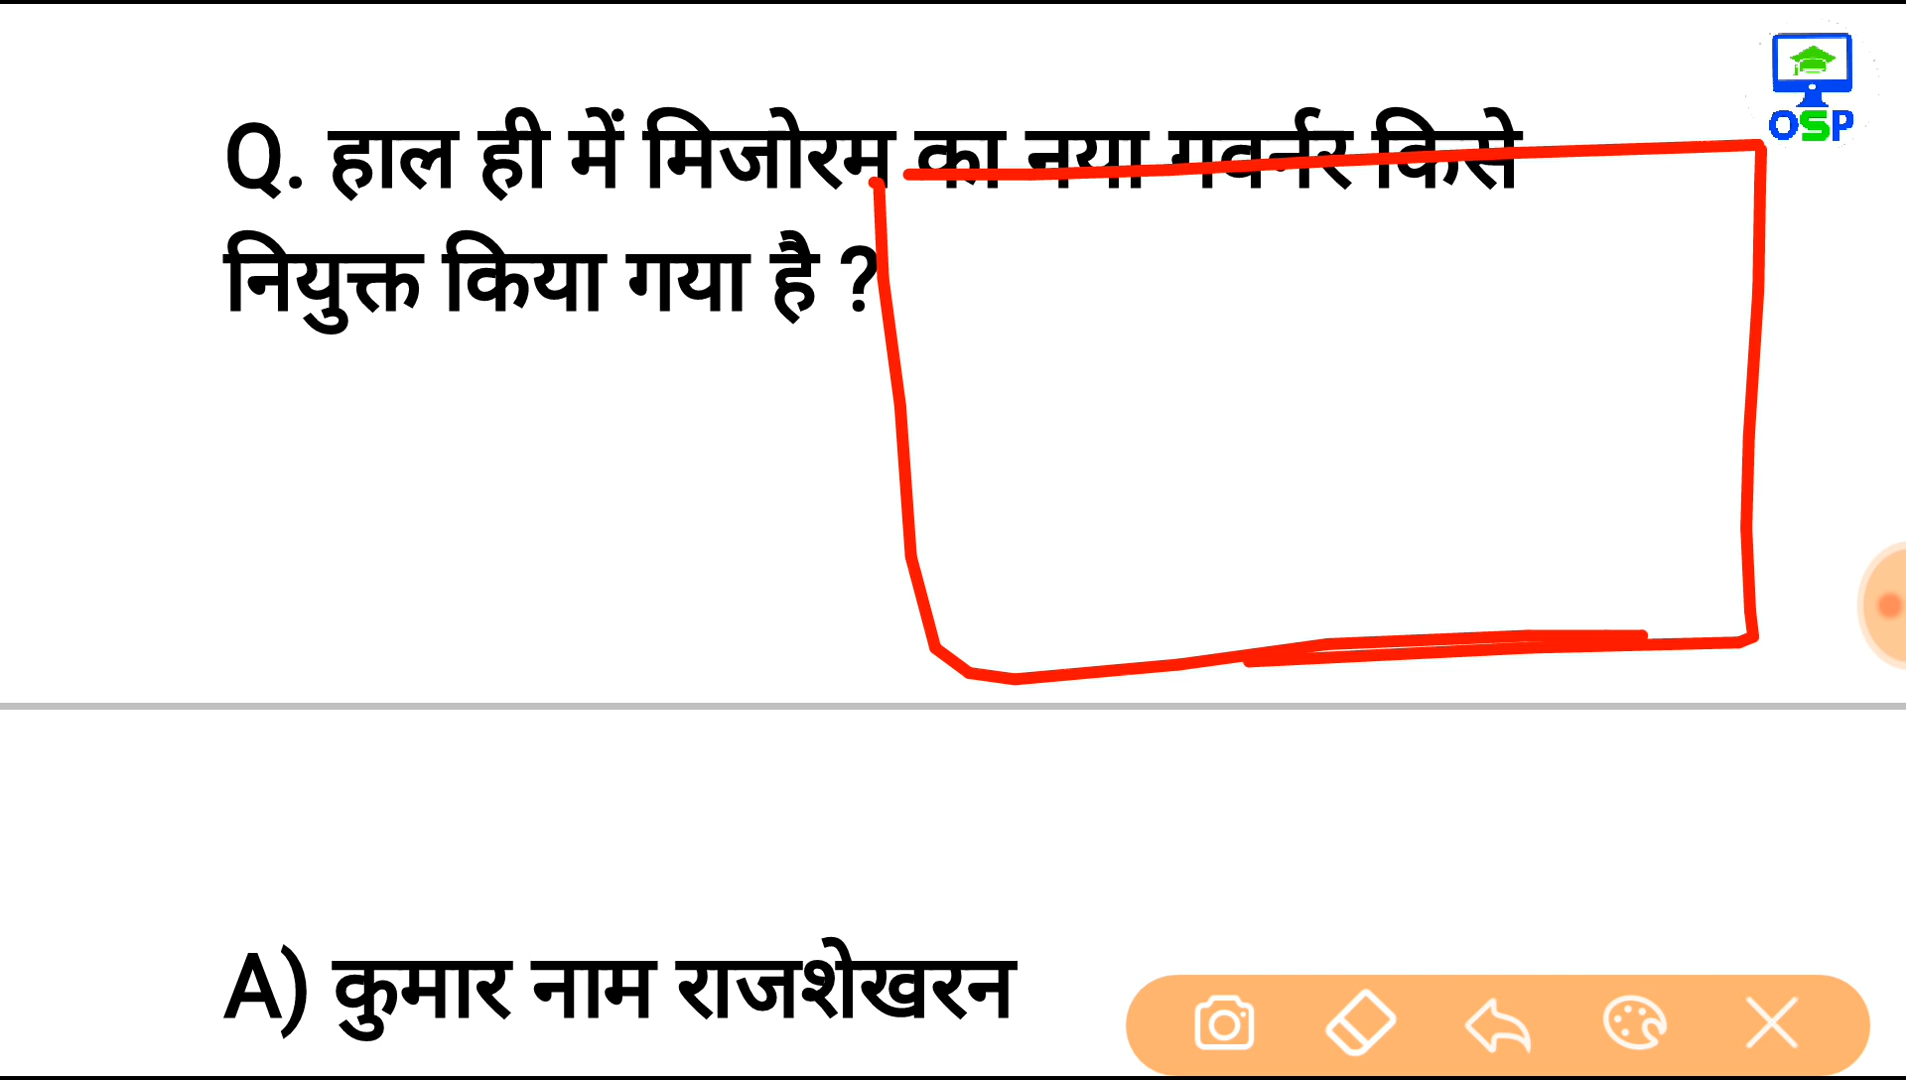 OSP
Q. हाल ही में मिजोरम का नया गवर्नर किसे
नियुक्त किया गया है ?
A) कुमार नाम राजशेखरन